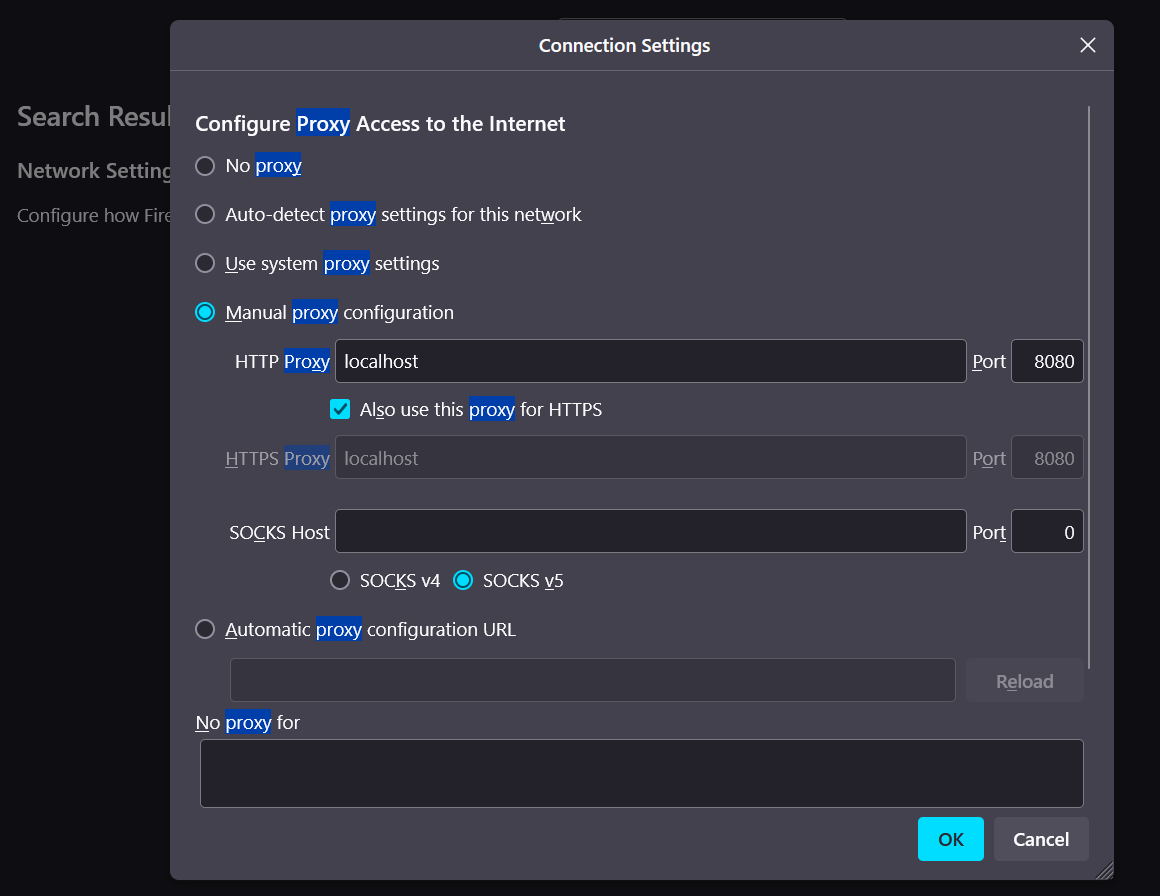 Connection Settings
Search Resul
Network Setting
Configure how Fire
Configure Proxy Access to the Internet
No proxy
Auto-detect proxy settings for this network
Use system proxy settings
Manual proxy configuration
HTTP Proxy localhost Port 8080
Also use this proxy for HTTPS
HTTPS Proxy localhost Port 8080
SOCKS Host Port 0
SOCKS v4 SOCKS v5
Automatic proxy configuration URL
Reload
No proxy for
OK Cancel